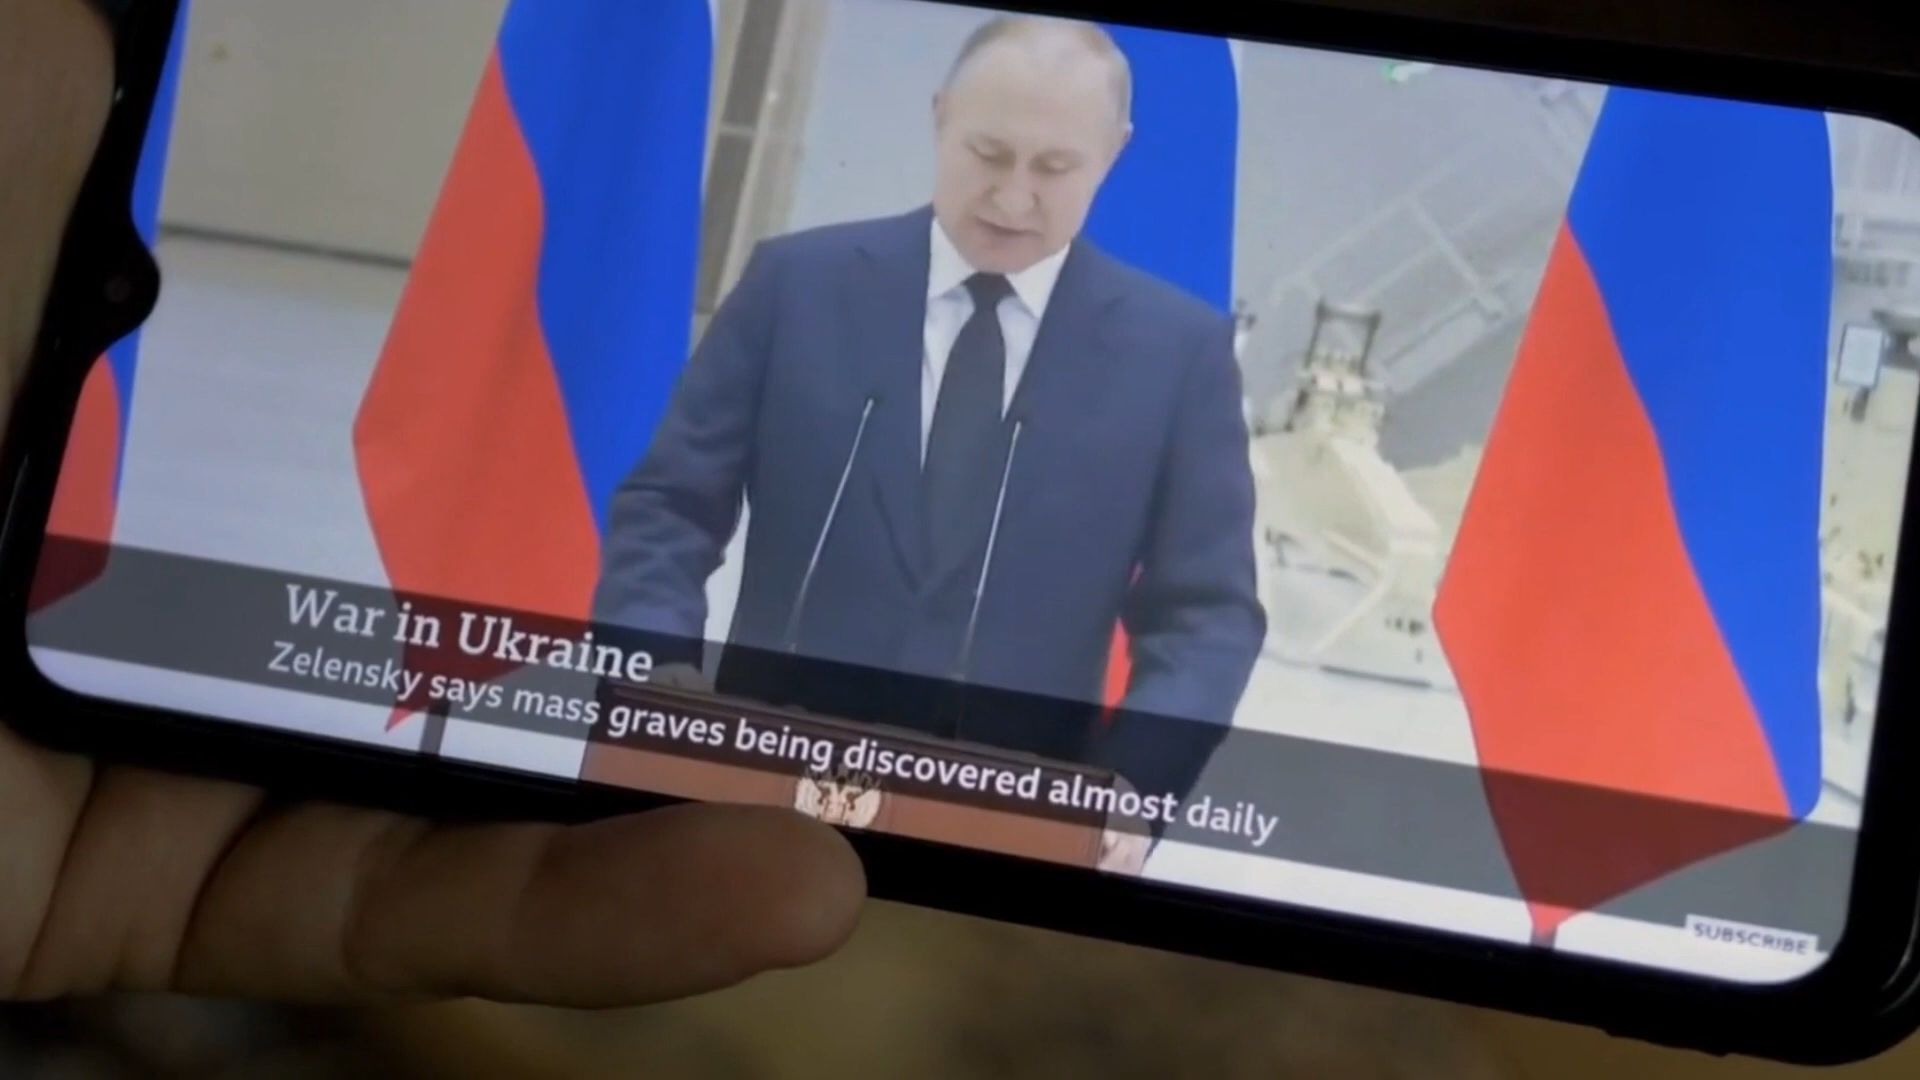 War in Ukraine
Zelensky says mass graves being discovered almost daily
SUBSCRIBE